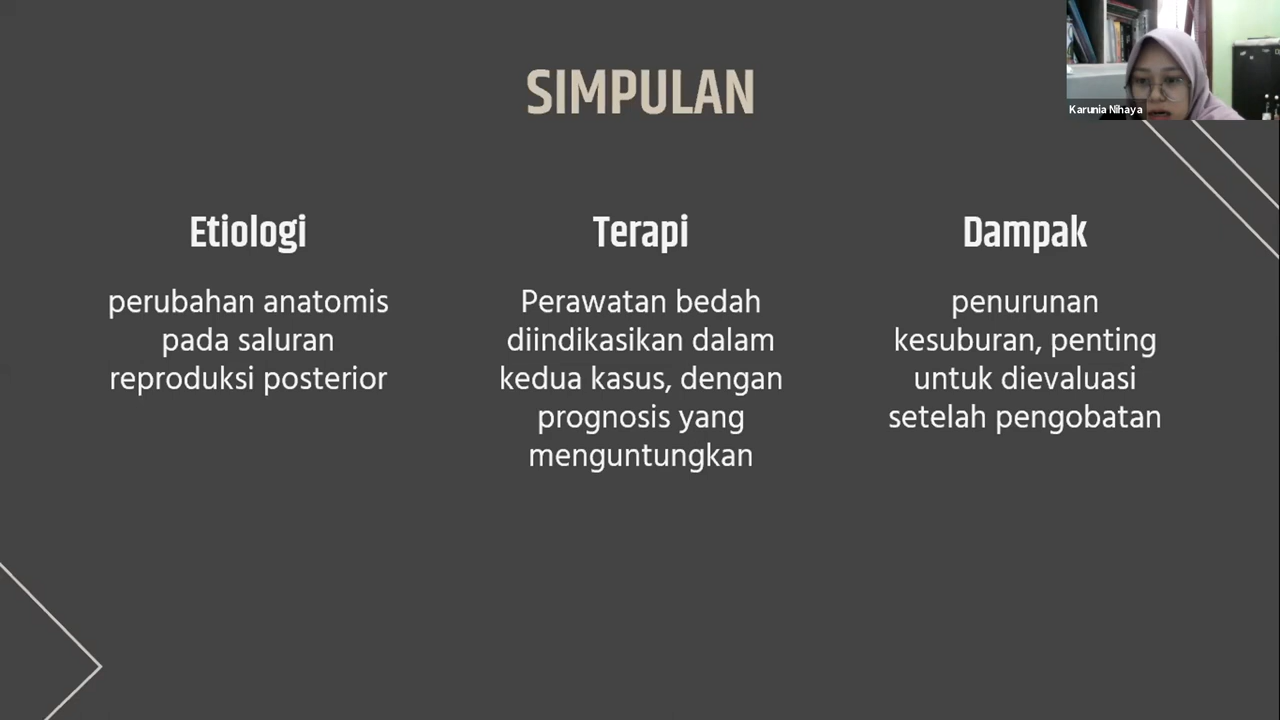 SIMPULAN
Karunia Nihaya
Etiologi
perubahan anatomis
pada saluran
reproduksi posterior
Terapi
Perawatan bedah
diindikasikan dalam
kedua kasus, dengan
prognosis yang
menguntungkan
Dampak
penurunan
kesuburan, penting
untuk dievaluasi
setelah pengobatan